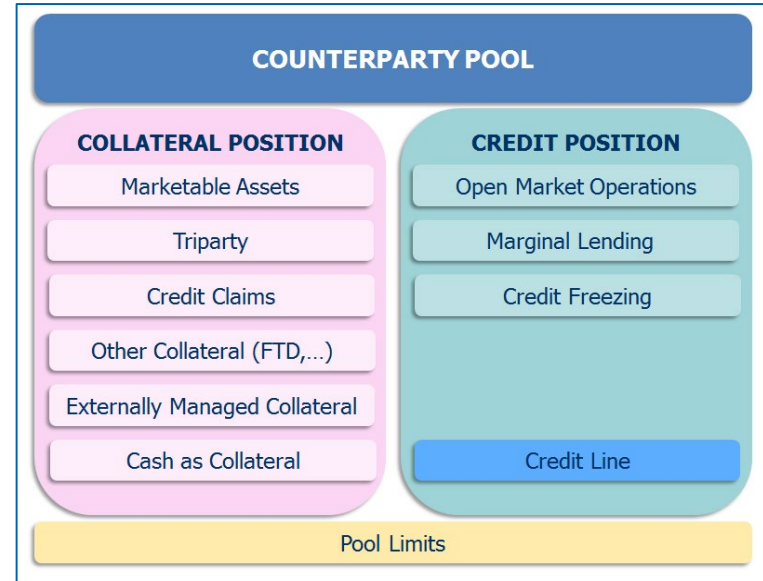 COUNTERPARTY POOL
COLLATERAL POSITION
Marketable Assets
Triparty
Credit Claims
Other Collateral (FTD,...)
Externally Managed Collateral
Cash as Collateral
CREDIT POSITION
Open Market Operations
Marginal Lending
Credit Freezing
Credit Line
Pool Limits